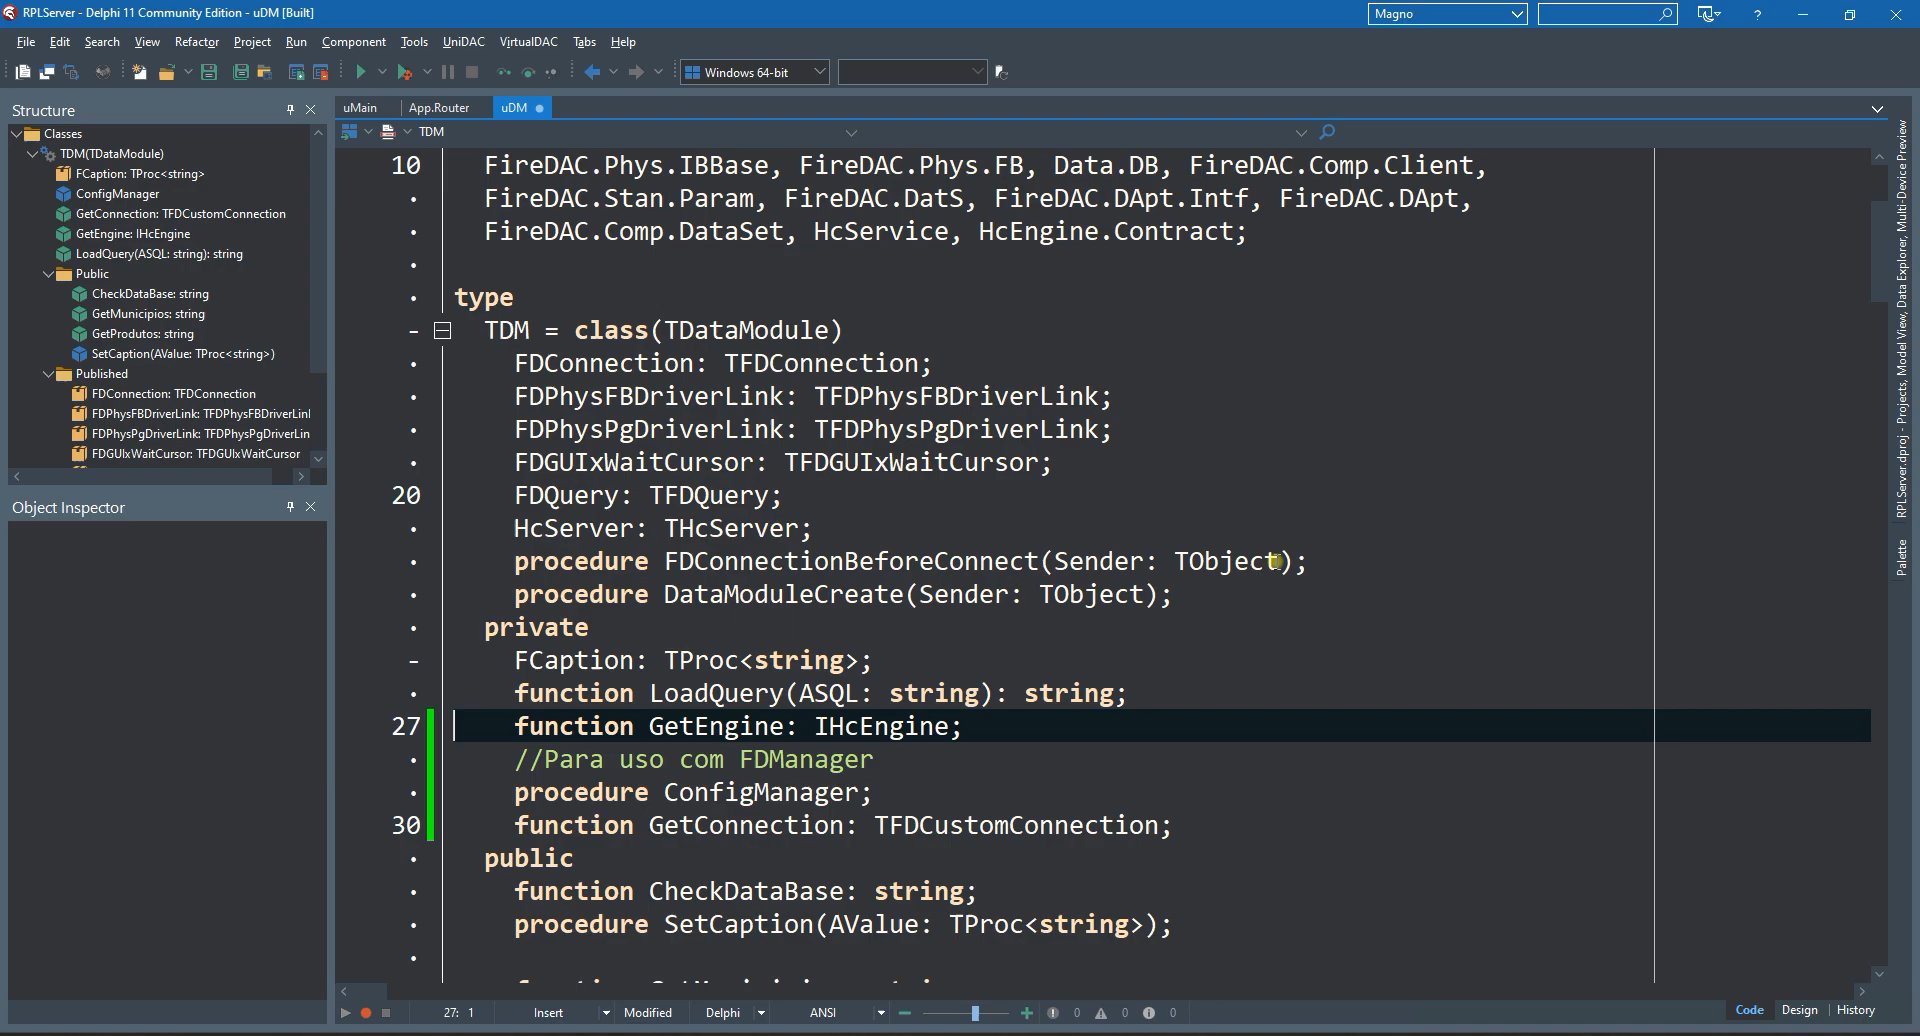 RPLServer - Delphi 11 Community Edition - uDM [Built]
Magno
?
File Edit Search View Refactor Project Run Component Tools UniDAC VirtualDAC Tabs Help
Windows 64-bit
Structure
Classes
TDM(TDataModule)
FCaption: TProc<string>
ConfigManager
GetConnection: TFDCustomConnection
GetEngine: IHcEngine
LoadQuery(ASQL: string): string
Public
CheckDataBase: string
GetMunicipios: string
GetProdutos: string
SetCaption(AValue: TProc<string>)
Published
FDConnection: TFDConnection
FDPhysFBDriverLink: TFDPhysFBDriverLinl
FDPhysPgDriverLink: TFDPhysPgDriverLin
FDGUIxWaitCursor: TFDGUIxWaitCursor
Object Inspector
uMain App.Router uDM
TDM
10 FireDAC.Phys.IBBase, FireDAC.Phys.FB, Data.DB, FireDAC.Comp.Client,
FireDAC.Stan.Param, FireDAC.DatS, FireDAC.DApt.Intf, FireDAC.DApt,
FireDAC.Comp.DataSet, HcService, HcEngine.Contract;
type
TDM = class(TDataModule)
FDConnection: TFDConnection;
FDPhysFBDriverLink: TFDPhysFBDriverLink;
FDPhysPgDriverLink: TFDPhysPgDriverLink;
FDGUIxWaitCursor: TFDGUIxWaitCursor;
20 FDQuery: TFDQuery;
HcServer: THcServer;
procedure FDConnectionBeforeConnect(Sender: TObject);
procedure DataModuleCreate(Sender: TObject);
private
FCaption: TProc<string>;
function LoadQuery(ASQL: string): string;
27 function GetEngine: IHcEngine;
//Para uso com FDManager
procedure ConfigManager;
30 function GetConnection: TFDCustomConnection;
public
function CheckDataBase: string;
procedure SetCaption(AValue: TProc<string>);
27: 1 Insert Modified Delphi ANSI 0 0 0
Code Design History
RPLServer.dproj - Projects, Model View, Data Explorer, Multi-Device Preview
Palette